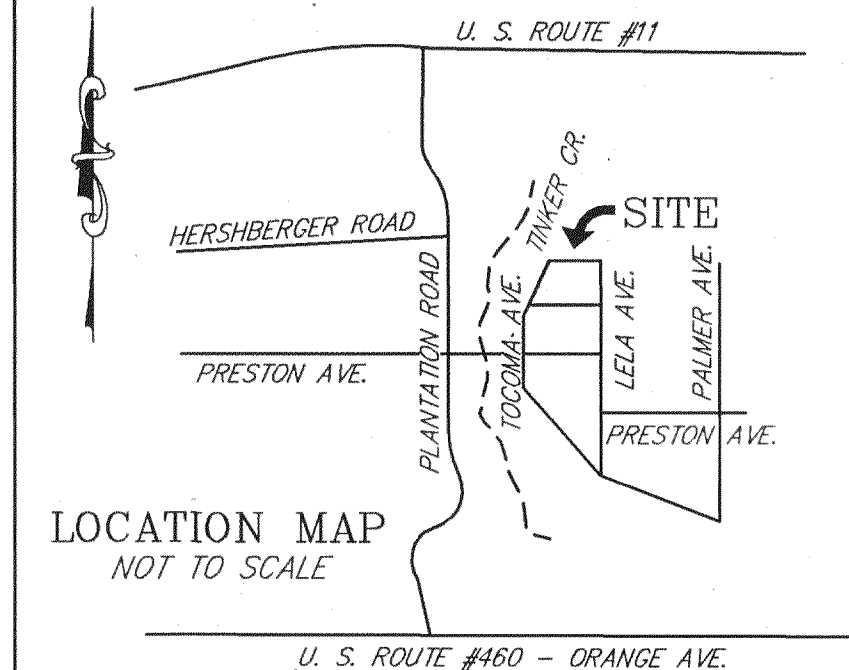 U. S. ROUTE #11
TINKER CR.
SITE
HERSHBERGER ROAD
PLANTATION ROAD
TOCOMA AVE.
LELA AVE.
PALMER AVE.
PRESTON AVE.
PRESTON AVE.
LOCATION MAP
NOT TO SCALE
U. S. ROUTE #460 - ORANGE AVE.